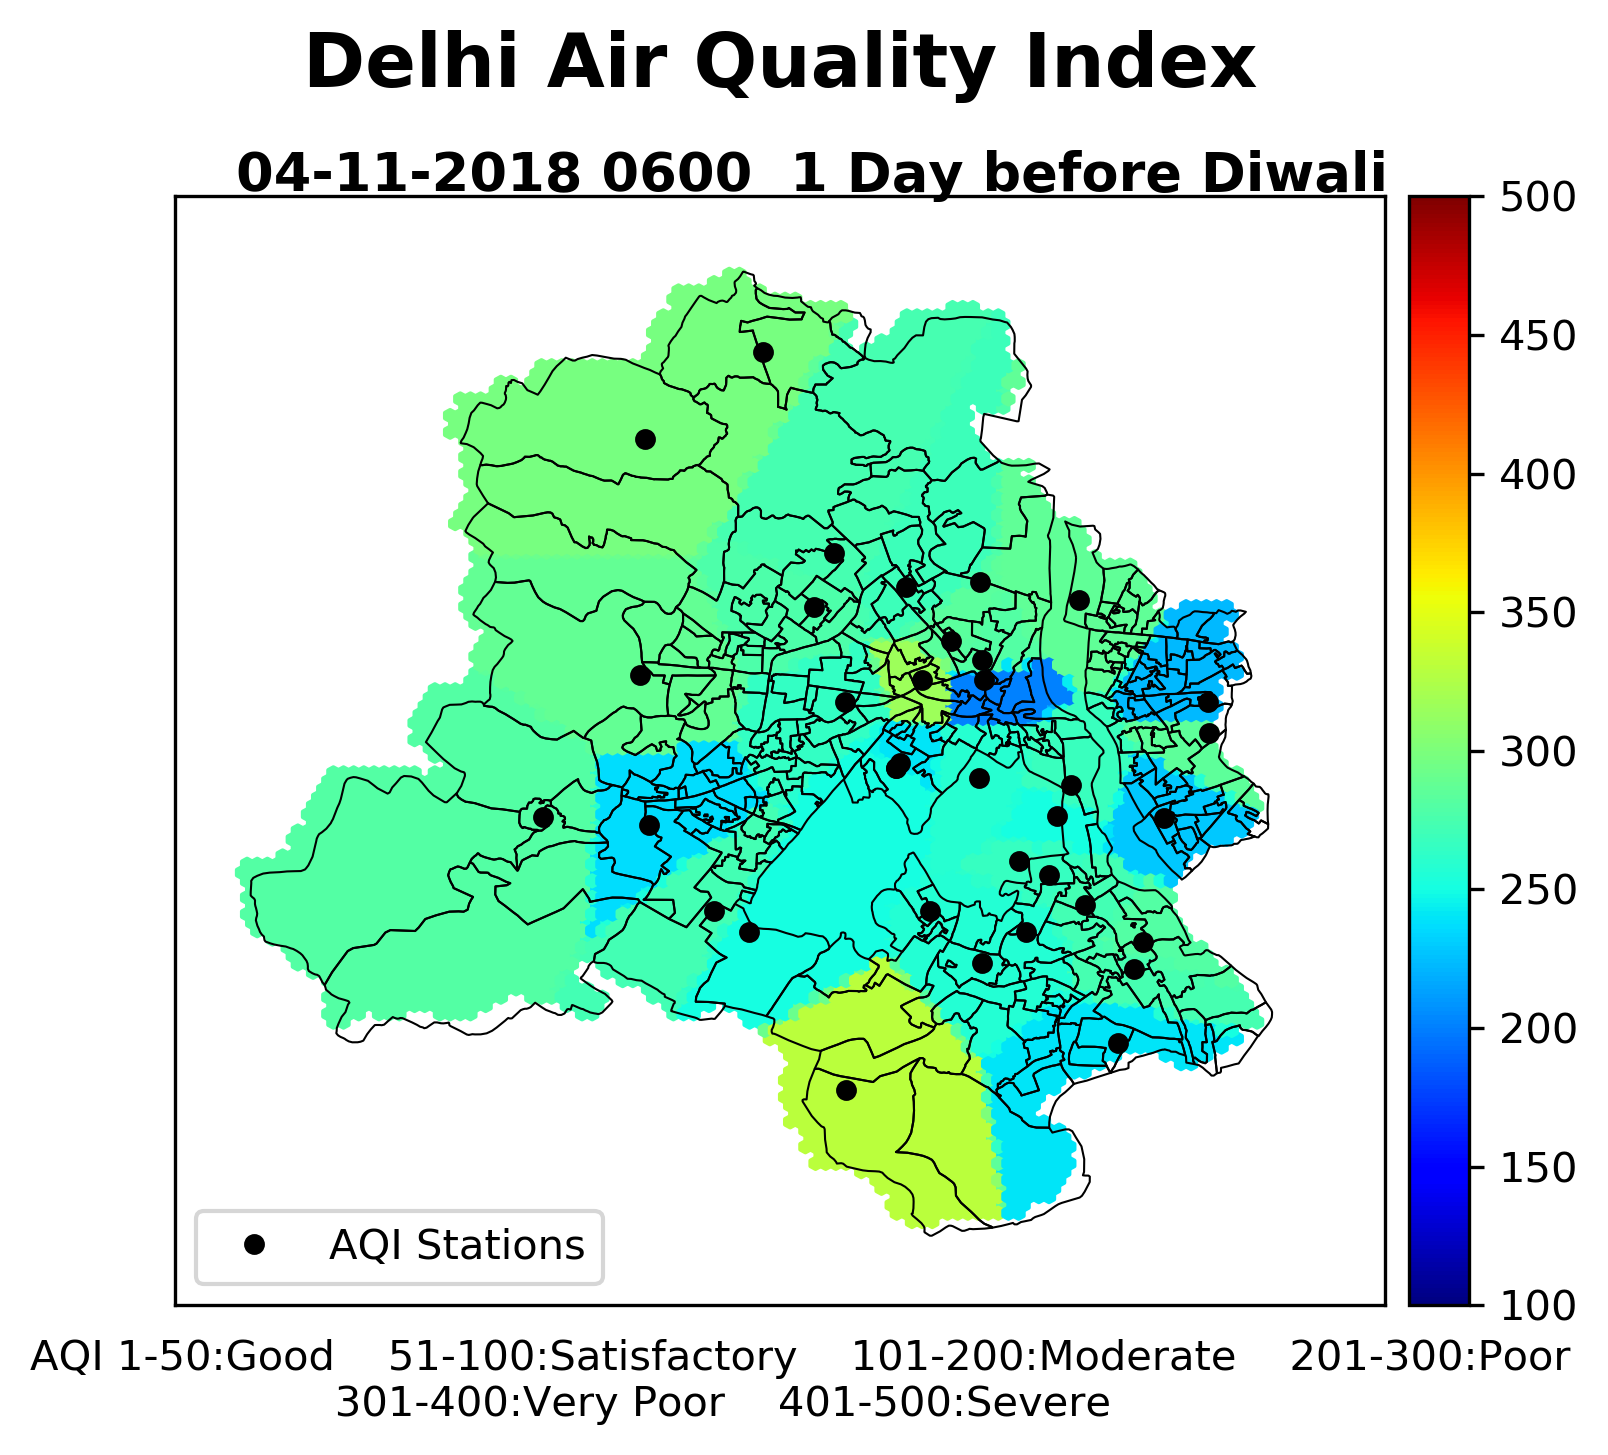 Delhi Air Quality Index
04-11-2018 0600  1 Day before Diwali
500
450
400
350
300
250
200
150
100
AQI Stations
AQI 1-50:Good    51-100:Satisfactory    101-200:Moderate    201-300:Poor
301-400:Very Poor    401-500:Severe